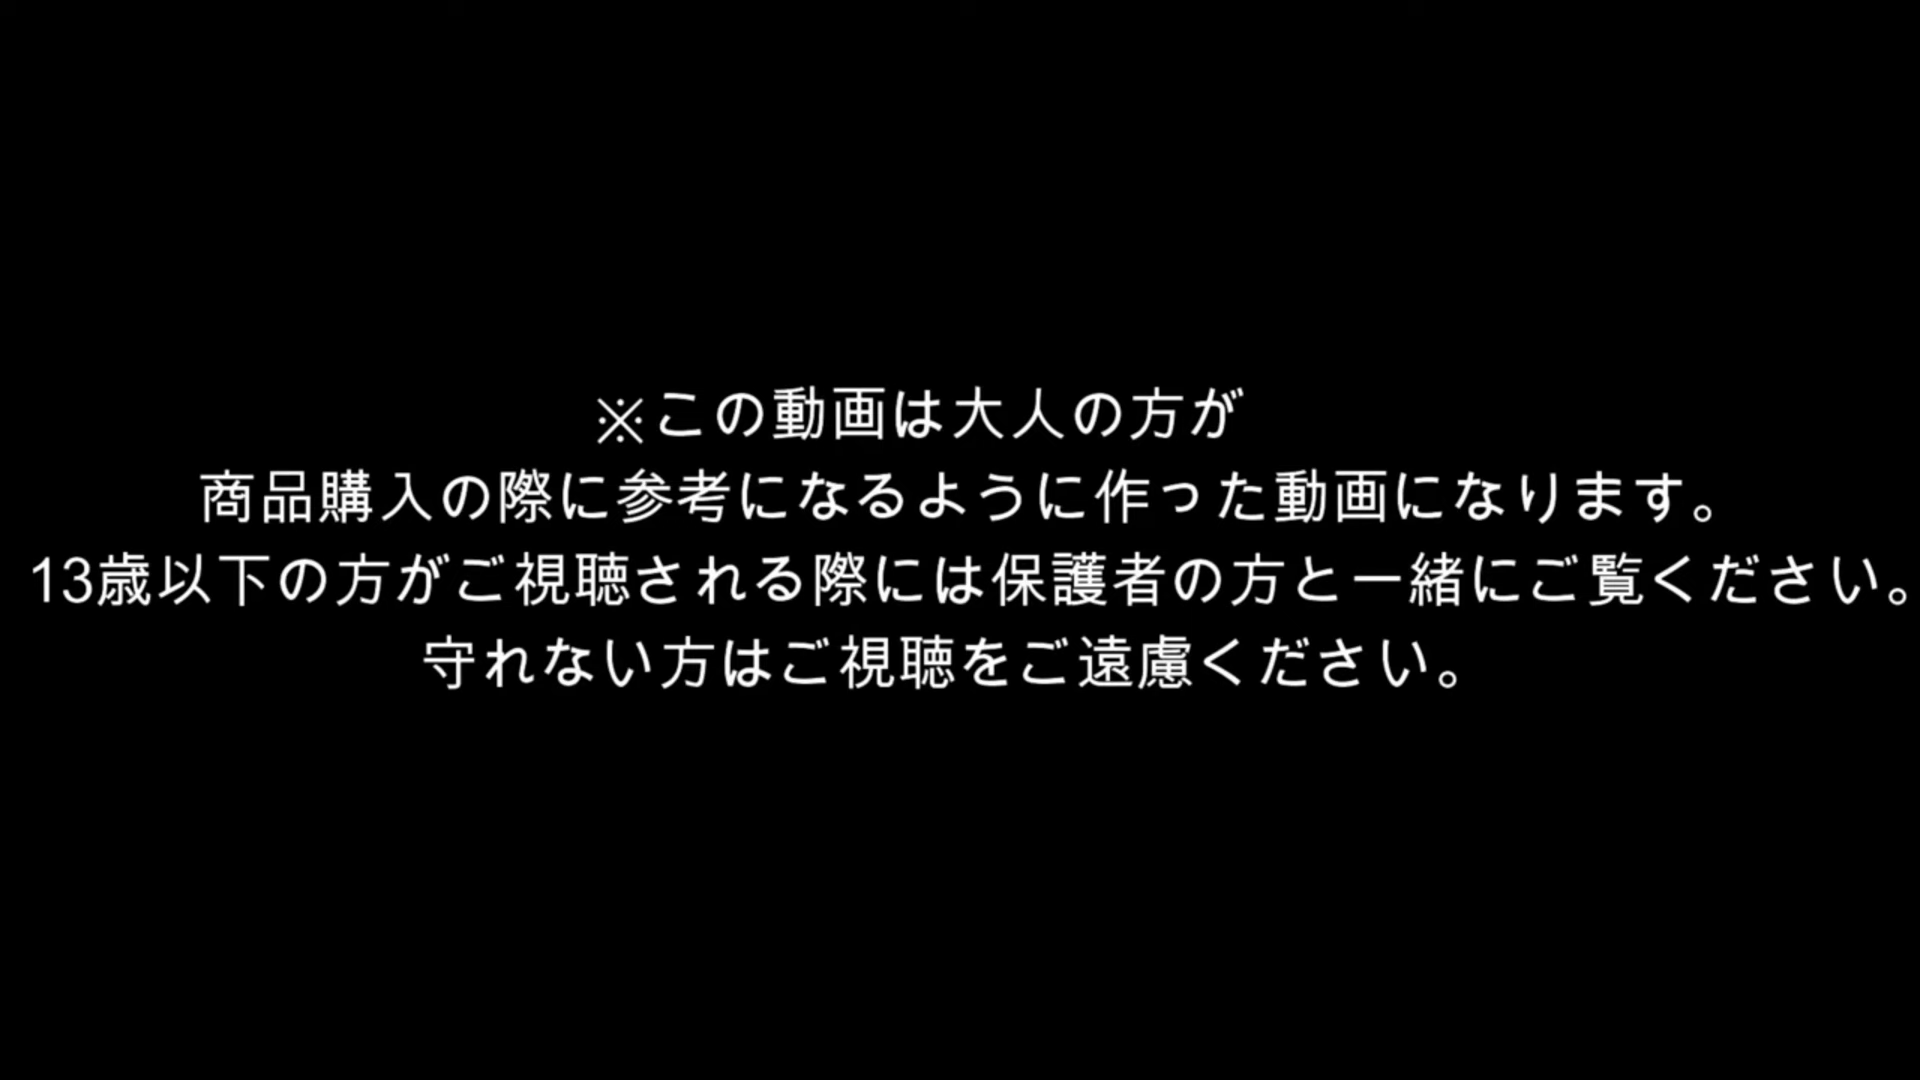 ※この動画は大人の方が
商品購入の際に参考になるように作った動画になります。
13歳以下の方がご視聴される際には保護者の方と一緒にご覧ください。
守れない方はご視聴をご遠慮ください。